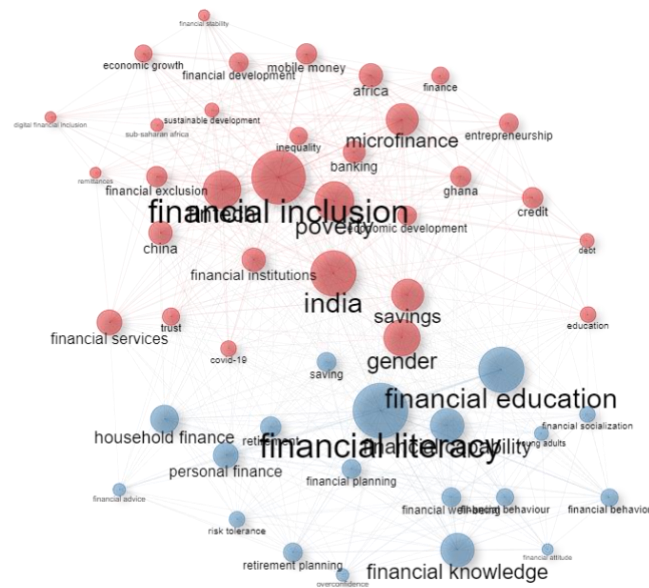 financial stability
economic growth
financial development
mobile money
africa
finance
digital financial inclusion
sustainable development
sub-saharan africa
inequality
microfinance
entrepreneurship
banking
remittances
financial exclusion
ghana
credit
financial inclusion
fintech
poverty
economic development
china
financial institutions
debt
india
savings
education
financial services
trust
gender
covid-19
saving
financial education
household finance
retirement
financial literacy
financial capability
financial socialization
young adults
personal finance
financial planning
financial advice
financial well-being
financial behaviour
financial behavior
risk tolerance
retirement planning
financial knowledge
financial attitude
overconfidence